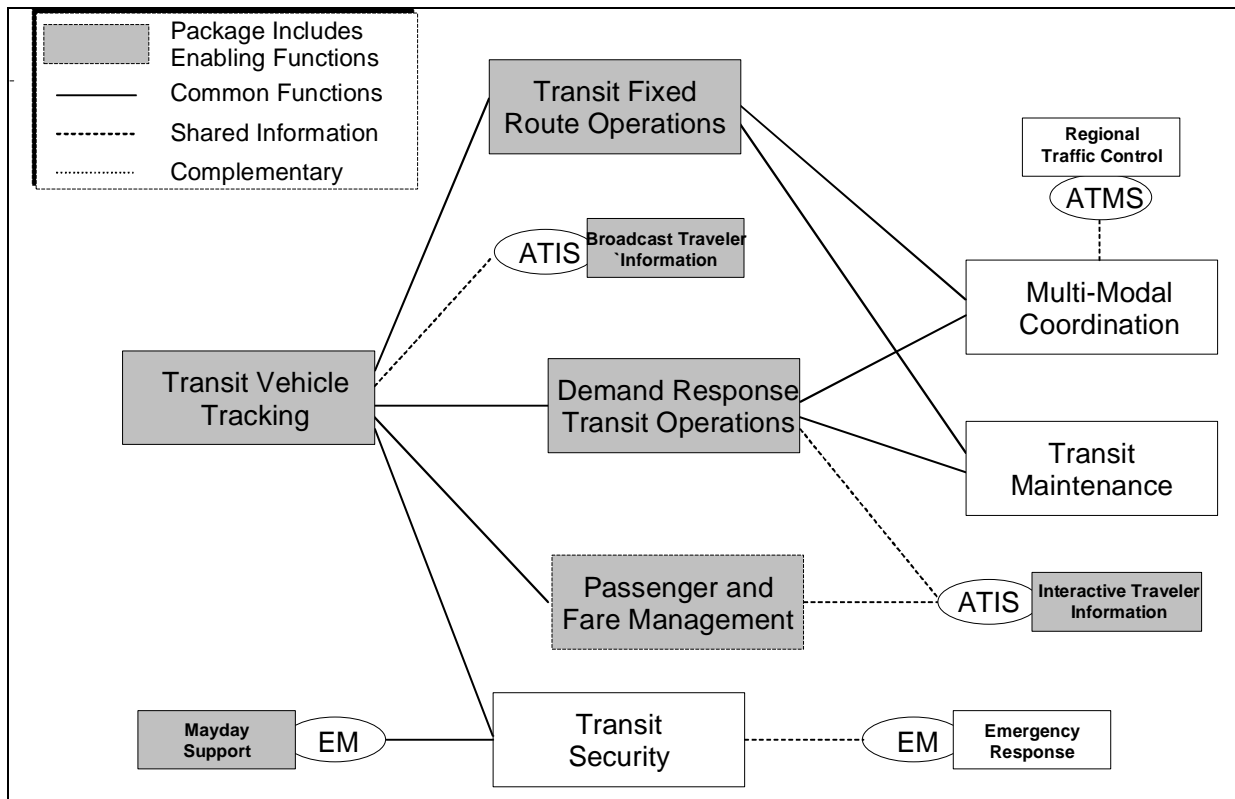 Package Includes
Enabling Functions
Common Functions
Shared Information
Complementary
Transit Fixed
Route Operations
Regional
Traffic Control
ATMS
ATIS
Broadcast Traveler
`Information
Multi-Modal
Coordination
Transit Vehicle
Tracking
Demand Response
Transit Operations
Transit
Maintenance
Passenger and
Fare Management
ATIS
Interactive Traveler
Information
Mayday
Support
EM
Transit
Security
EM
Emergency
Response